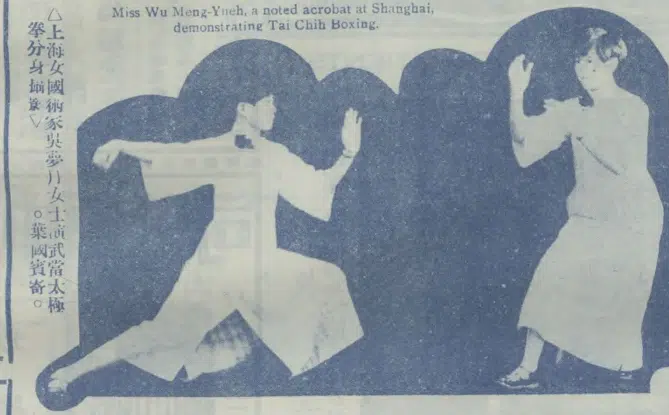 Miss Wu Meng-Yueh, a noted acrobat at Shanghai,
demonstrating Tai Chih Boxing.
△上海女國術家吳夢月女士演武當太極
拳分身攝影▽ 。葉國賓寄。